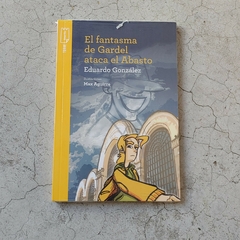 El fantasma
de Gardel
ataca el Abasto
Eduardo González